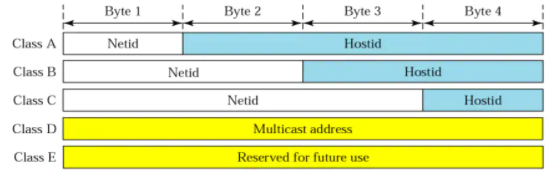 Byte 1 Byte 2 Byte 3 Byte 4
Class A Netid Hostid
Class B Netid Hostid
Class C Netid Hostid
Class D Multicast address
Class E Reserved for future use